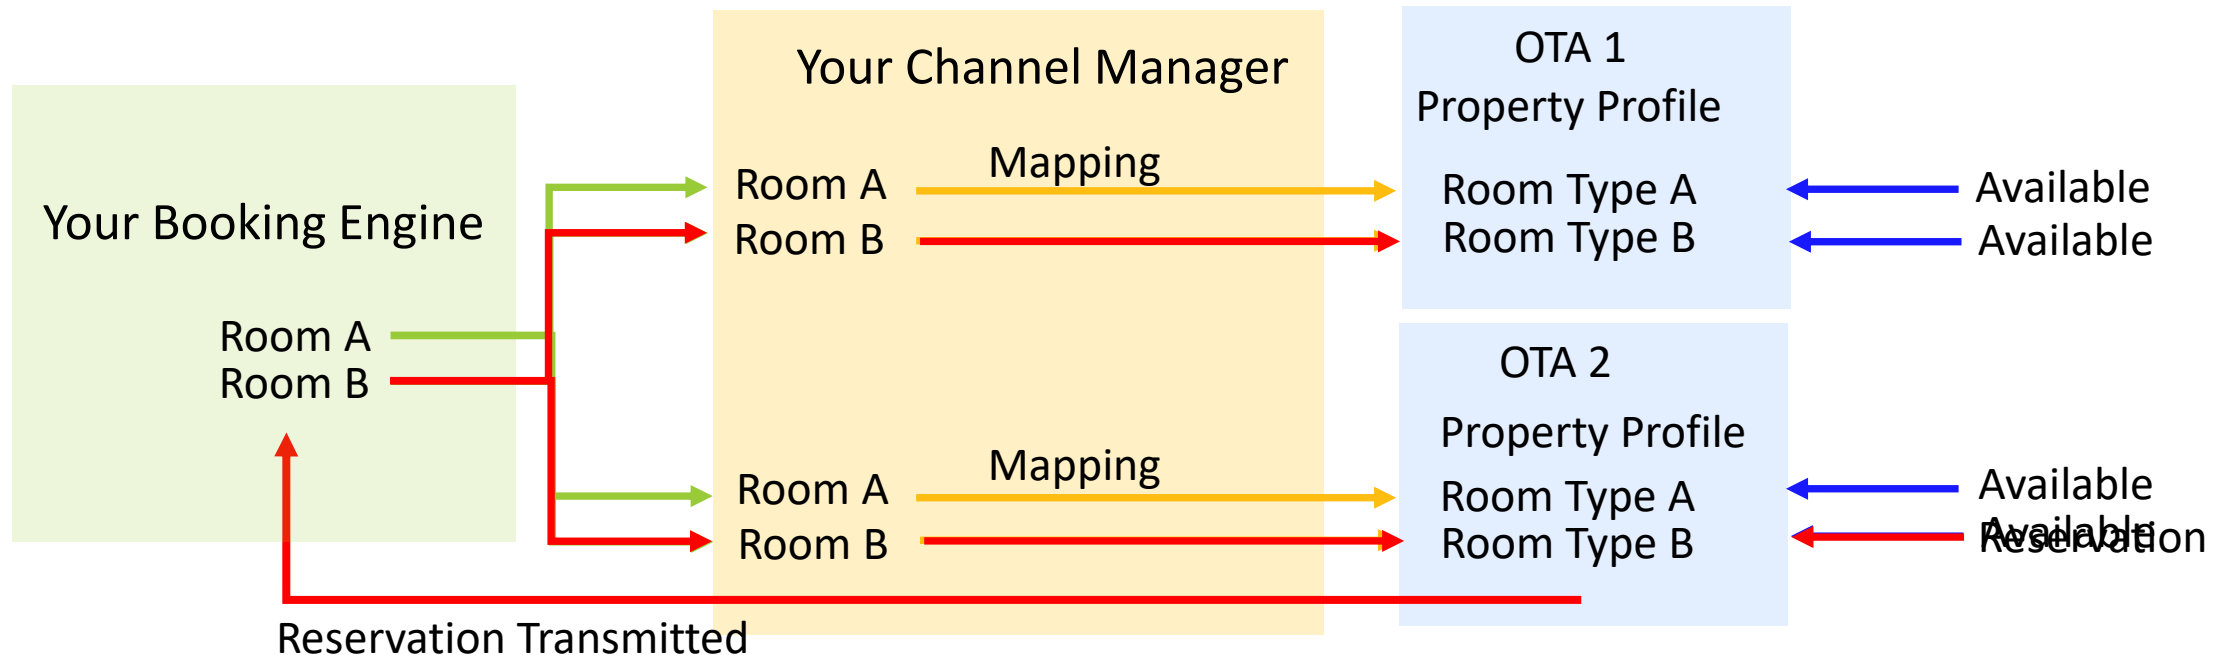 Your Booking Engine
Room A
Room B
Your Channel Manager
Room A
Mapping
Room B
Room A
Mapping
Room B
OTA 1
Property Profile
Room Type A
Room Type B
Available
Available
OTA 2
Property Profile
Room Type A
Room Type B
Available
Available
Reservation
Reservation Transmitted